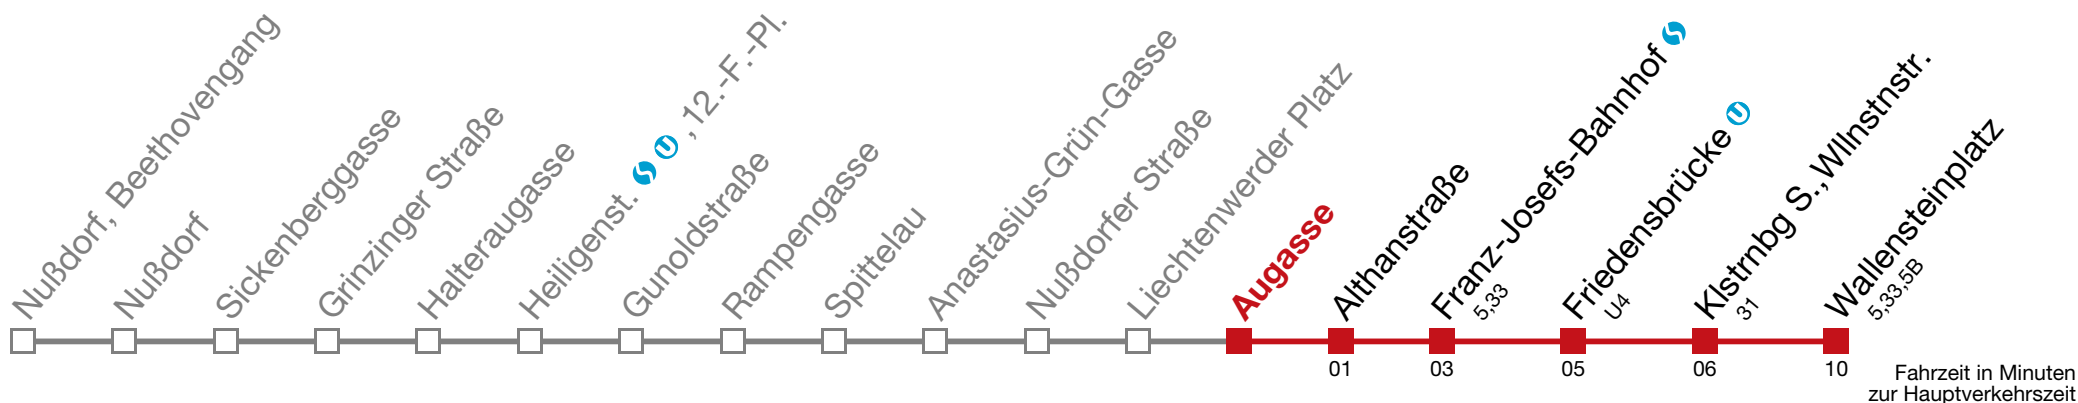 Nußdorf, Beethovengang
Nußdorf
Sickenberggasse
Grinzinger Straße
Halteraugasse
Heiligenst. S U , 12.-F.-Pl.
Gunoldstraße
Rampengasse
Spittelau
Anastasius-Grün-Gasse
Nußdorfer Straße
Liechtenwerder Platz
Augasse
Althanstraße
01
Franz-Josefs-Bahnhof S
5,33
03
Friedensbrücke U
U4
05
Klstrnbg S., Wllnstnstr.
31
06
Wallensteinplatz
5,33,5B
10
Fahrzeit in Minuten
zur Hauptverkehrszeit